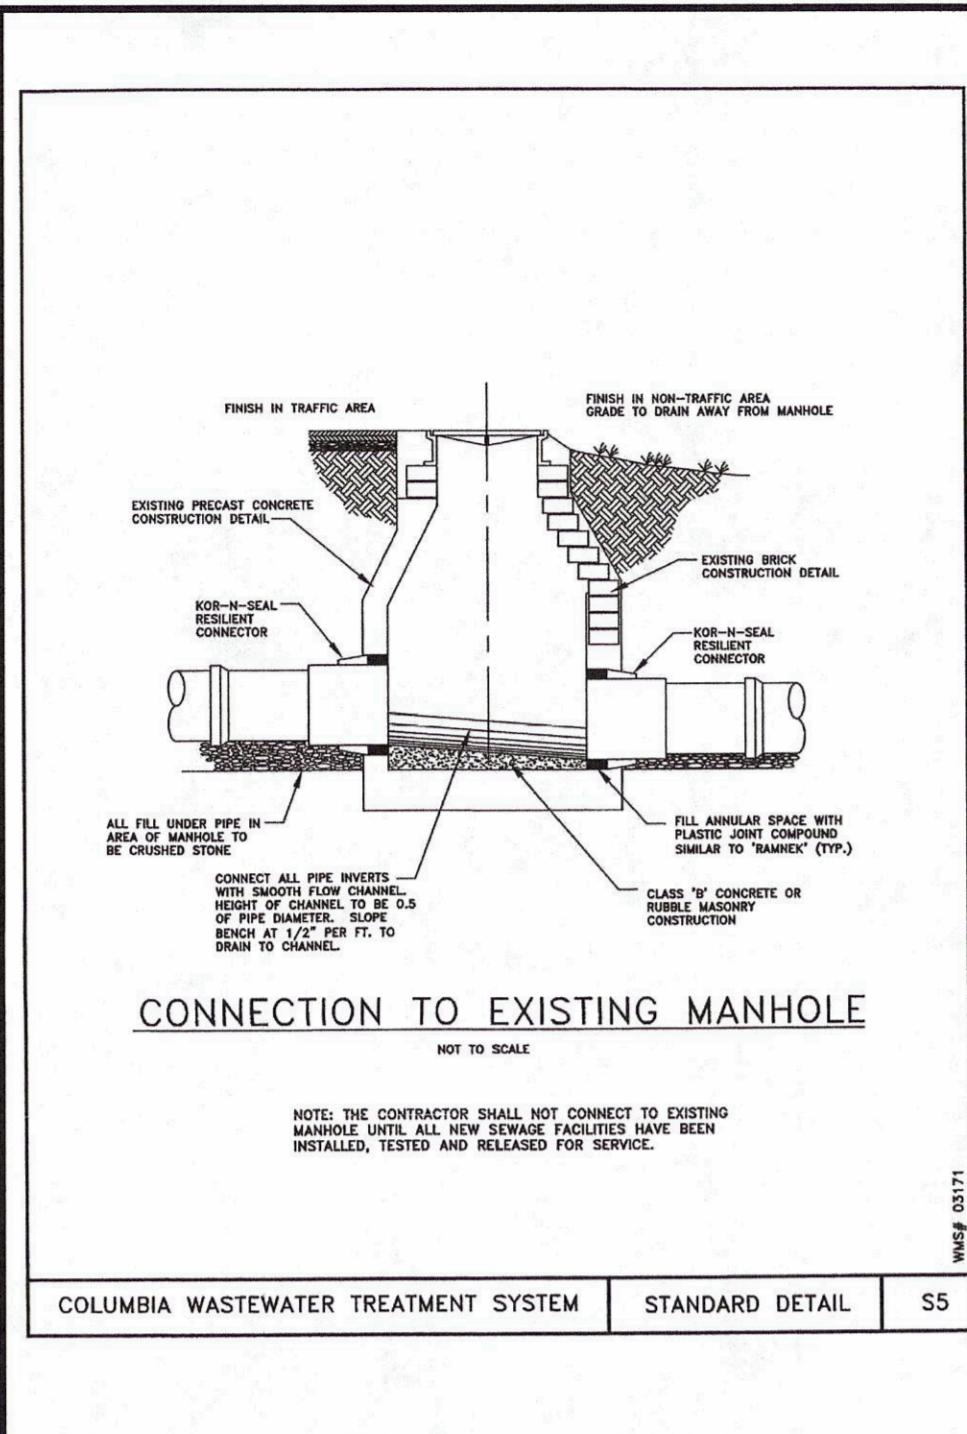 FINISH IN TRAFFIC AREA
FINISH IN NON-TRAFFIC AREA
GRADE TO DRAIN AWAY FROM MANHOLE
EXISTING PRECAST CONCRETE
CONSTRUCTION DETAIL
EXISTING BRICK
CONSTRUCTION DETAIL
KOR-N-SEAL
RESILIENT
CONNECTOR
KOR-N-SEAL
RESILIENT
CONNECTOR
ALL FILL UNDER PIPE IN
AREA OF MANHOLE TO
BE CRUSHED STONE
FILL ANNULAR SPACE WITH
PLASTIC JOINT COMPOUND
SIMILAR TO 'RAMNEK' (TYP.)
CONNECT ALL PIPE INVERTS
WITH SMOOTH FLOW CHANNEL.
HEIGHT OF CHANNEL TO BE 0.5
OF PIPE DIAMETER. SLOPE
BENCH AT 1/2" PER FT. TO
DRAIN TO CHANNEL.
CLASS 'B' CONCRETE OR
RUBBLE MASONRY
CONSTRUCTION
CONNECTION TO EXISTING MANHOLE
NOT TO SCALE
NOTE: THE CONTRACTOR SHALL NOT CONNECT TO EXISTING
MANHOLE UNTIL ALL NEW SEWAGE FACILITIES HAVE BEEN
INSTALLED, TESTED AND RELEASED FOR SERVICE.
WMS# 03171
COLUMBIA WASTEWATER TREATMENT SYSTEM
STANDARD DETAIL
S5